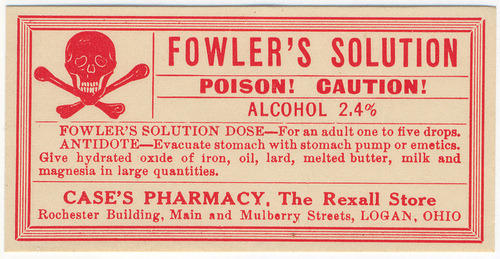 FOWLER'S SOLUTION
POISON! CAUTION!
ALCOHOL 2.4%
FOWLER'S SOLUTION DOSE—For an adult one to five drops.
ANTIDOTE—Evacuate stomach with stomach pump or emetics.
Give hydrated oxide of iron, oil, lard, melted butter, milk and
magnesia in large quantities.
CASE'S PHARMACY, The Rexall Store
Rochester Building, Main and Mulberry Streets, LOGAN, OHIO